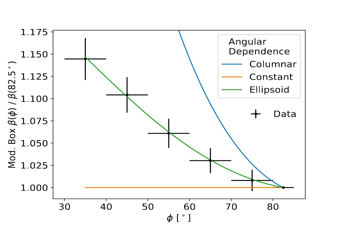 1.175
1.150
1.125
1.100
1.075
1.050
1.025
1.000
Mod. Box β(ϕ) / β(82.5°)
Angular
Dependence
Columnar
Constant
Ellipsoid
Data
30 40 50 60 70 80
ϕ [°]